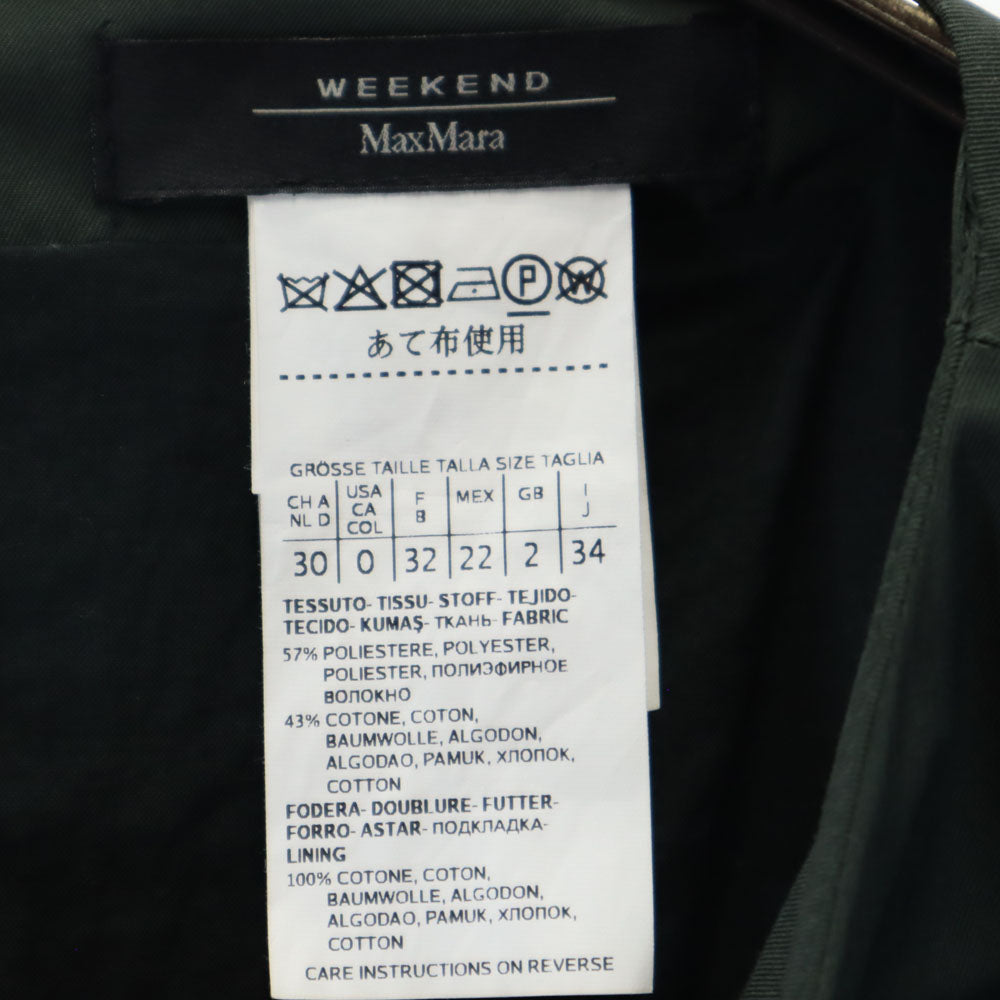 WEEKEND
MaxMara
P W
あて布使用
GRÖSSE TAILLE TALLA SIZE TAGLIA
CH A NL D USA CA COL F B MEX GB I J
30 0 32 22 2 34
TESSUTO- TISSU- STOFF- TEJIDO-
TECIDO- KUMAŞ- ТКАНЬ- FABRIC
57% POLIESTERE, POLYESTER,
POLIESTER, ПОЛИЭФИРНОЕ
ВОЛОКНО
43% COTONE, COTON,
BAUMWOLLE, ALGODON,
ALGODAO, PAMUK, ХЛОПОК,
COTTON
FODERA- DOUBLURE- FUTTER-
FORRO- ASTAR- ПОДКЛАДКА-
LINING
100% COTONE, COTON,
BAUMWOLLE, ALGODON,
ALGODAO, PAMUK, ХЛОПОК,
COTTON
CARE INSTRUCTIONS ON REVERSE